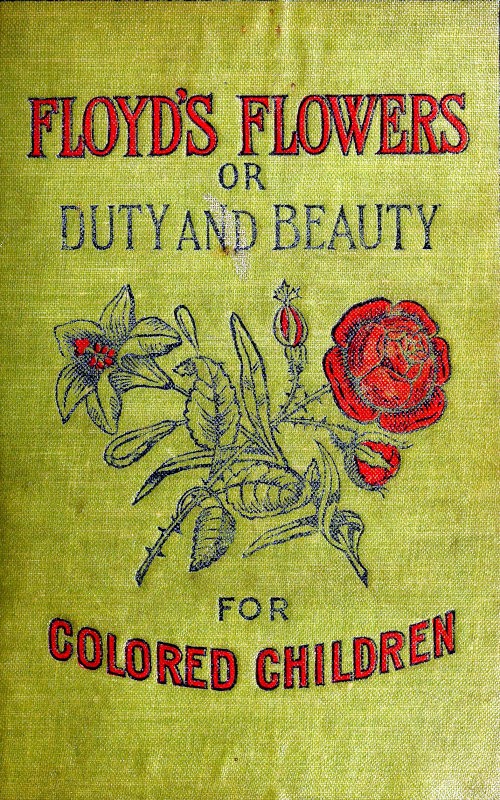 FLOYD'S FLOWERS
OR
DUTY AND BEAUTY
FOR
COLORED CHILDREN